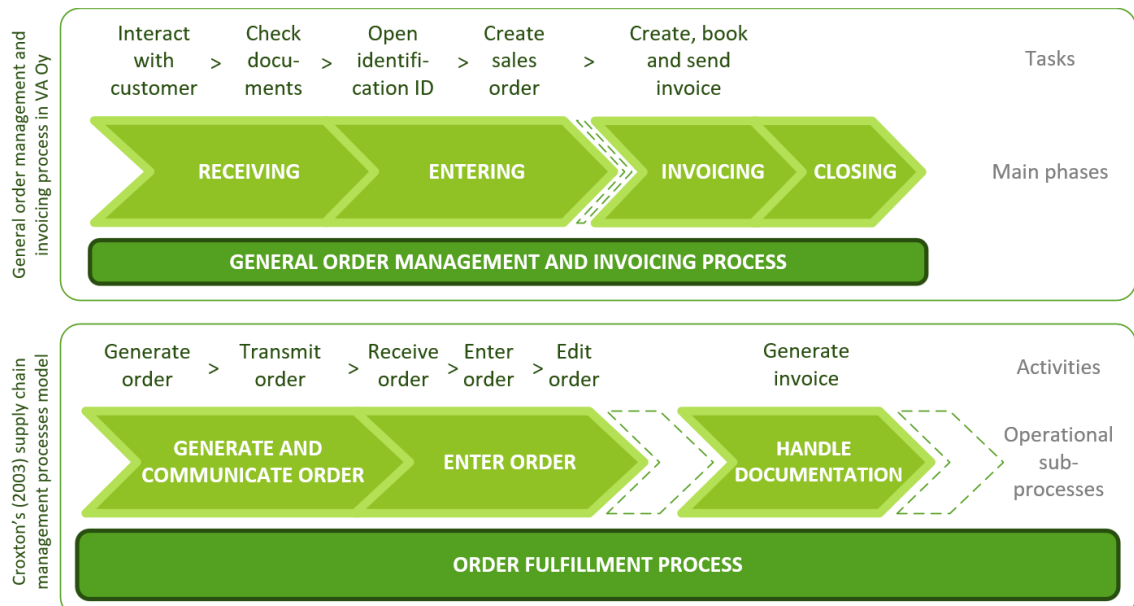 General order management and
invoicing process in VA Oy
Interact
with
customer
>
Check
docu-
ments
>
Open
identifi-
cation ID
>
Create
sales
order
>
Create, book
and send
invoice
Tasks
RECEIVING
ENTERING
INVOICING
CLOSING
Main phases
GENERAL ORDER MANAGEMENT AND INVOICING PROCESS
Croxton's (2003) supply chain
management processes model
Generate
order
>
Transmit
order
>
Receive
order
>
Enter
order
>
Edit
order
Generate
invoice
Activities
GENERATE AND
COMMUNICATE ORDER
ENTER ORDER
HANDLE
DOCUMENTATION
Operational
sub-
processes
ORDER FULFILLMENT PROCESS